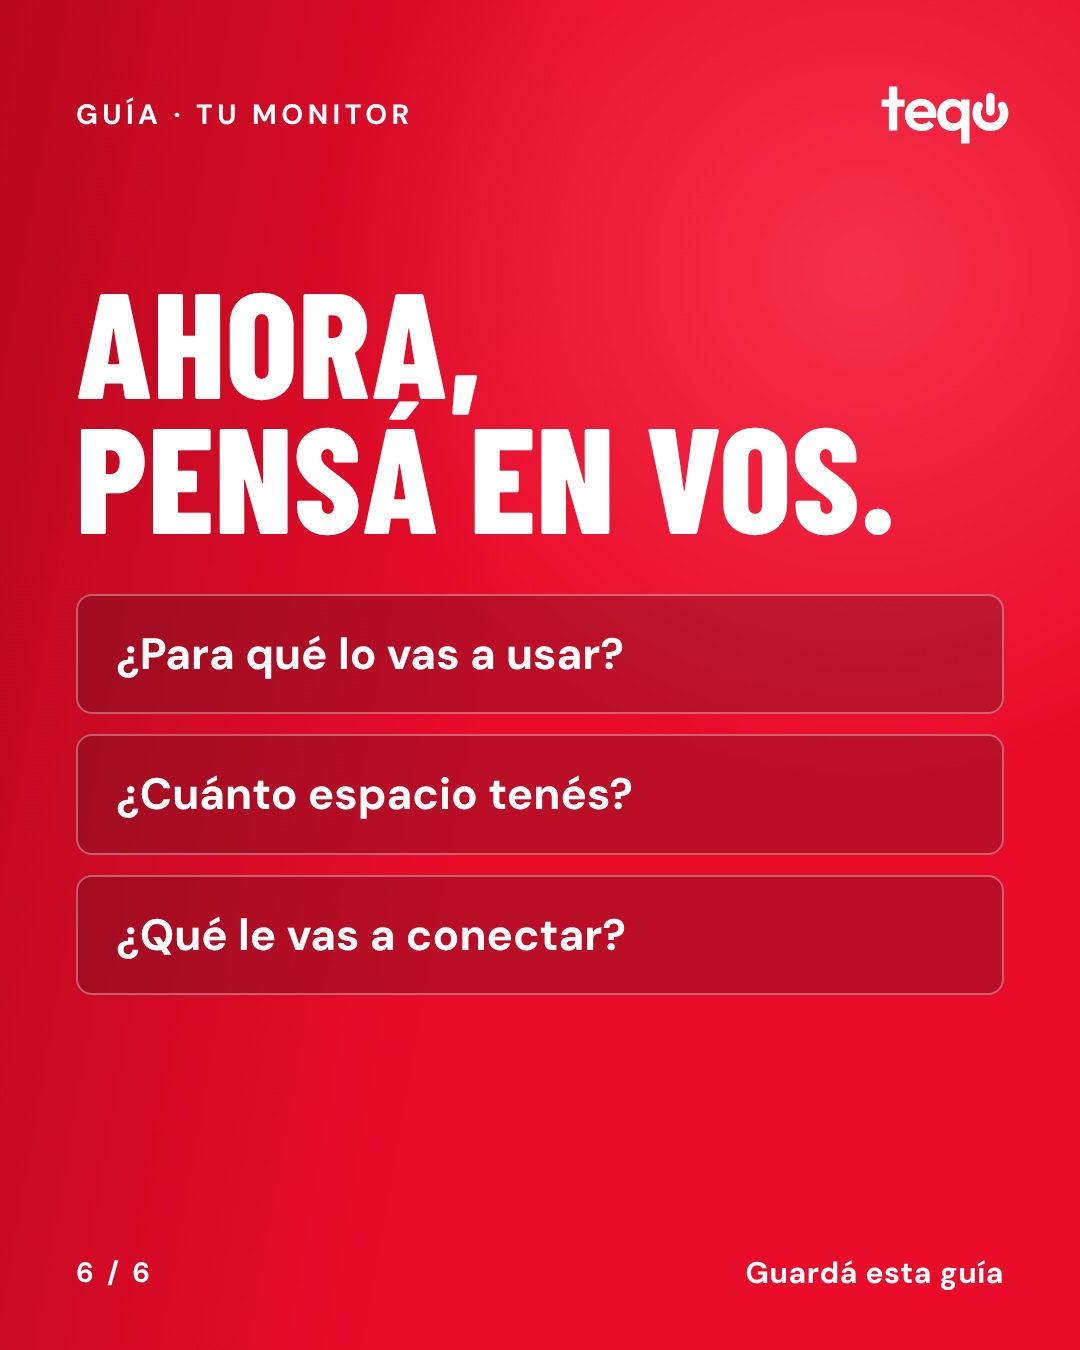 GUÍA · TU MONITOR
teqo
AHORA,
PENSÁ EN VOS.
¿Para qué lo vas a usar?
¿Cuánto espacio tenés?
¿Qué le vas a conectar?
6 / 6
Guardá esta guía